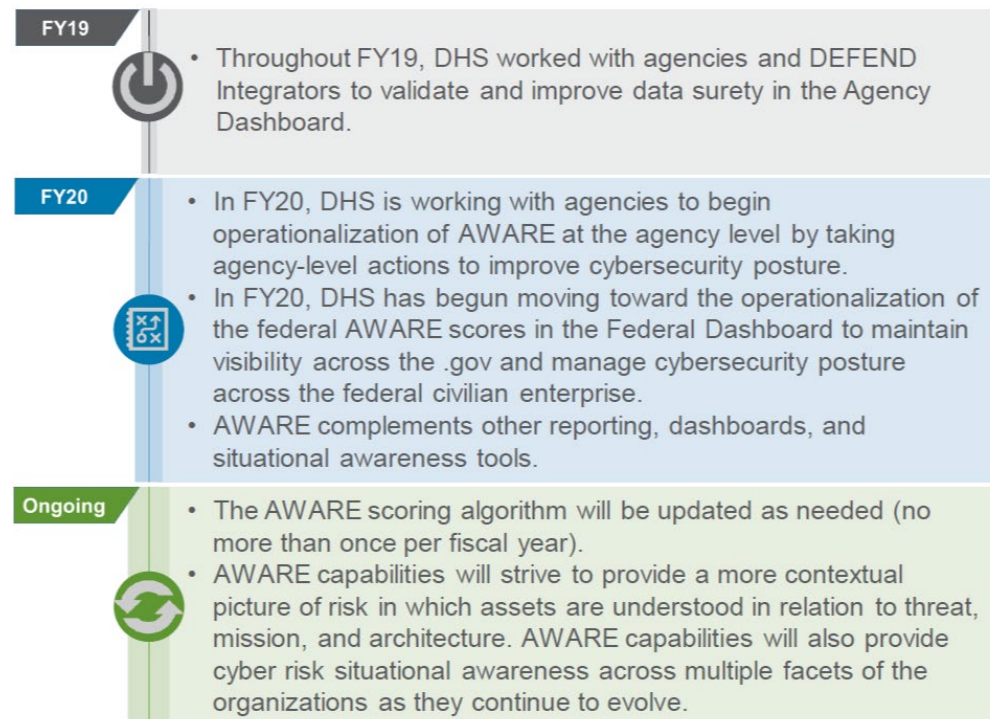 FY19
• Throughout FY19, DHS worked with agencies and DEFEND
Integrators to validate and improve data surety in the Agency
Dashboard.
FY20
• In FY20, DHS is working with agencies to begin
operationalization of AWARE at the agency level by taking
agency-level actions to improve cybersecurity posture.
• In FY20, DHS has begun moving toward the operationalization of
the federal AWARE scores in the Federal Dashboard to maintain
visibility across the .gov and manage cybersecurity posture
across the federal civilian enterprise.
• AWARE complements other reporting, dashboards, and
situational awareness tools.
Ongoing
• The AWARE scoring algorithm will be updated as needed (no
more than once per fiscal year).
• AWARE capabilities will strive to provide a more contextual
picture of risk in which assets are understood in relation to threat,
mission, and architecture. AWARE capabilities will also provide
cyber risk situational awareness across multiple facets of the
organizations as they continue to evolve.